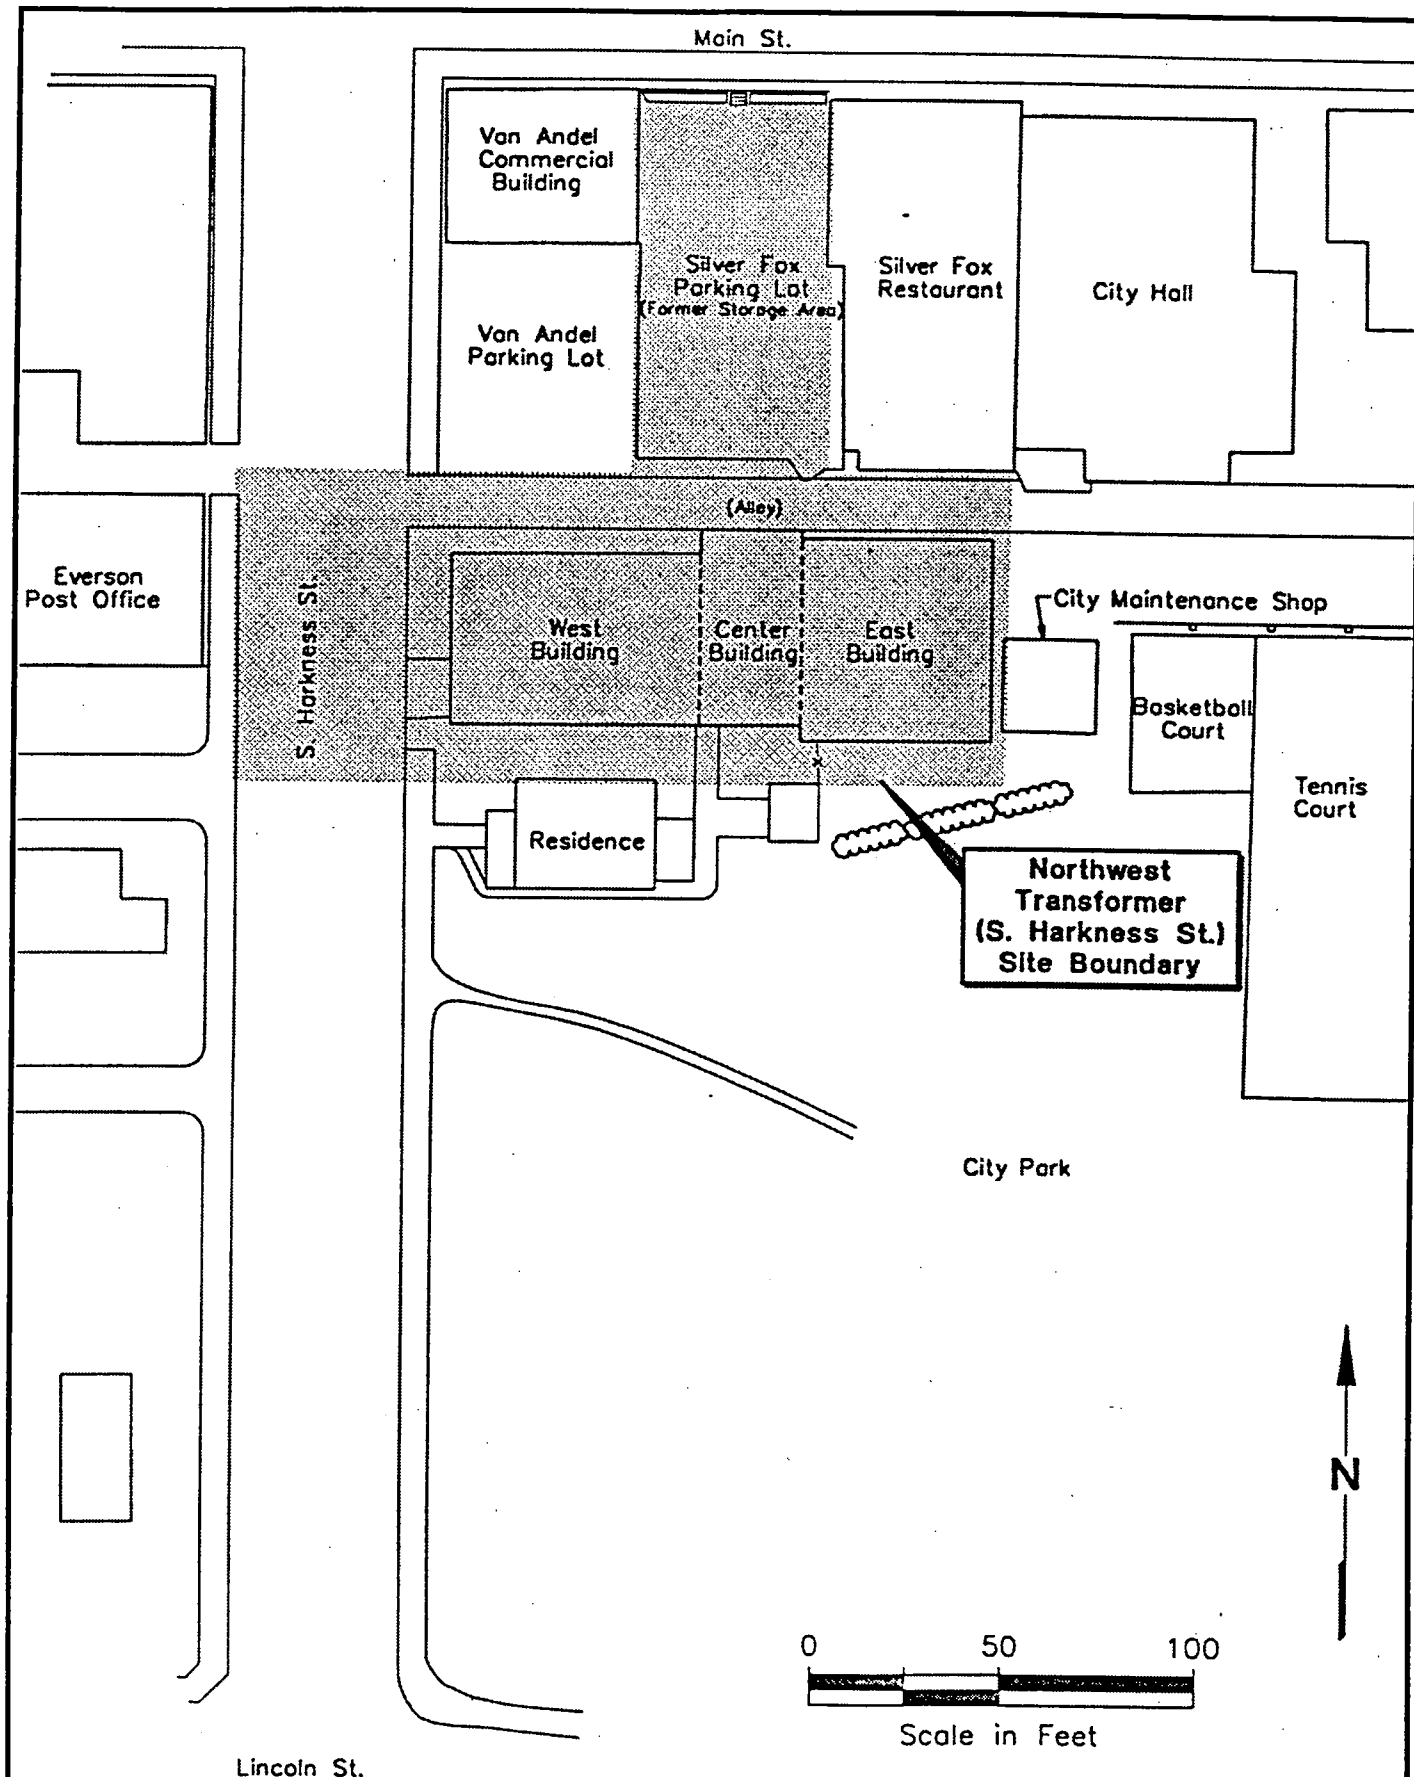 Main St.
Van Andel
Commercial
Building
Silver Fox
Parking Lot
(Former Storage Area)
Silver Fox
Restaurant
City Hall
Van Andel
Parking Lot
(Alley)
Everson
Post Office
S. Harkness St.
West
Building
Center
Building
East
Building
City Maintenance Shop
Basketball
Court
Tennis
Court
Residence
Northwest
Transformer
(S. Harkness St.)
Site Boundary
City Park
N
0 50 100
Scale in Feet
Lincoln St.